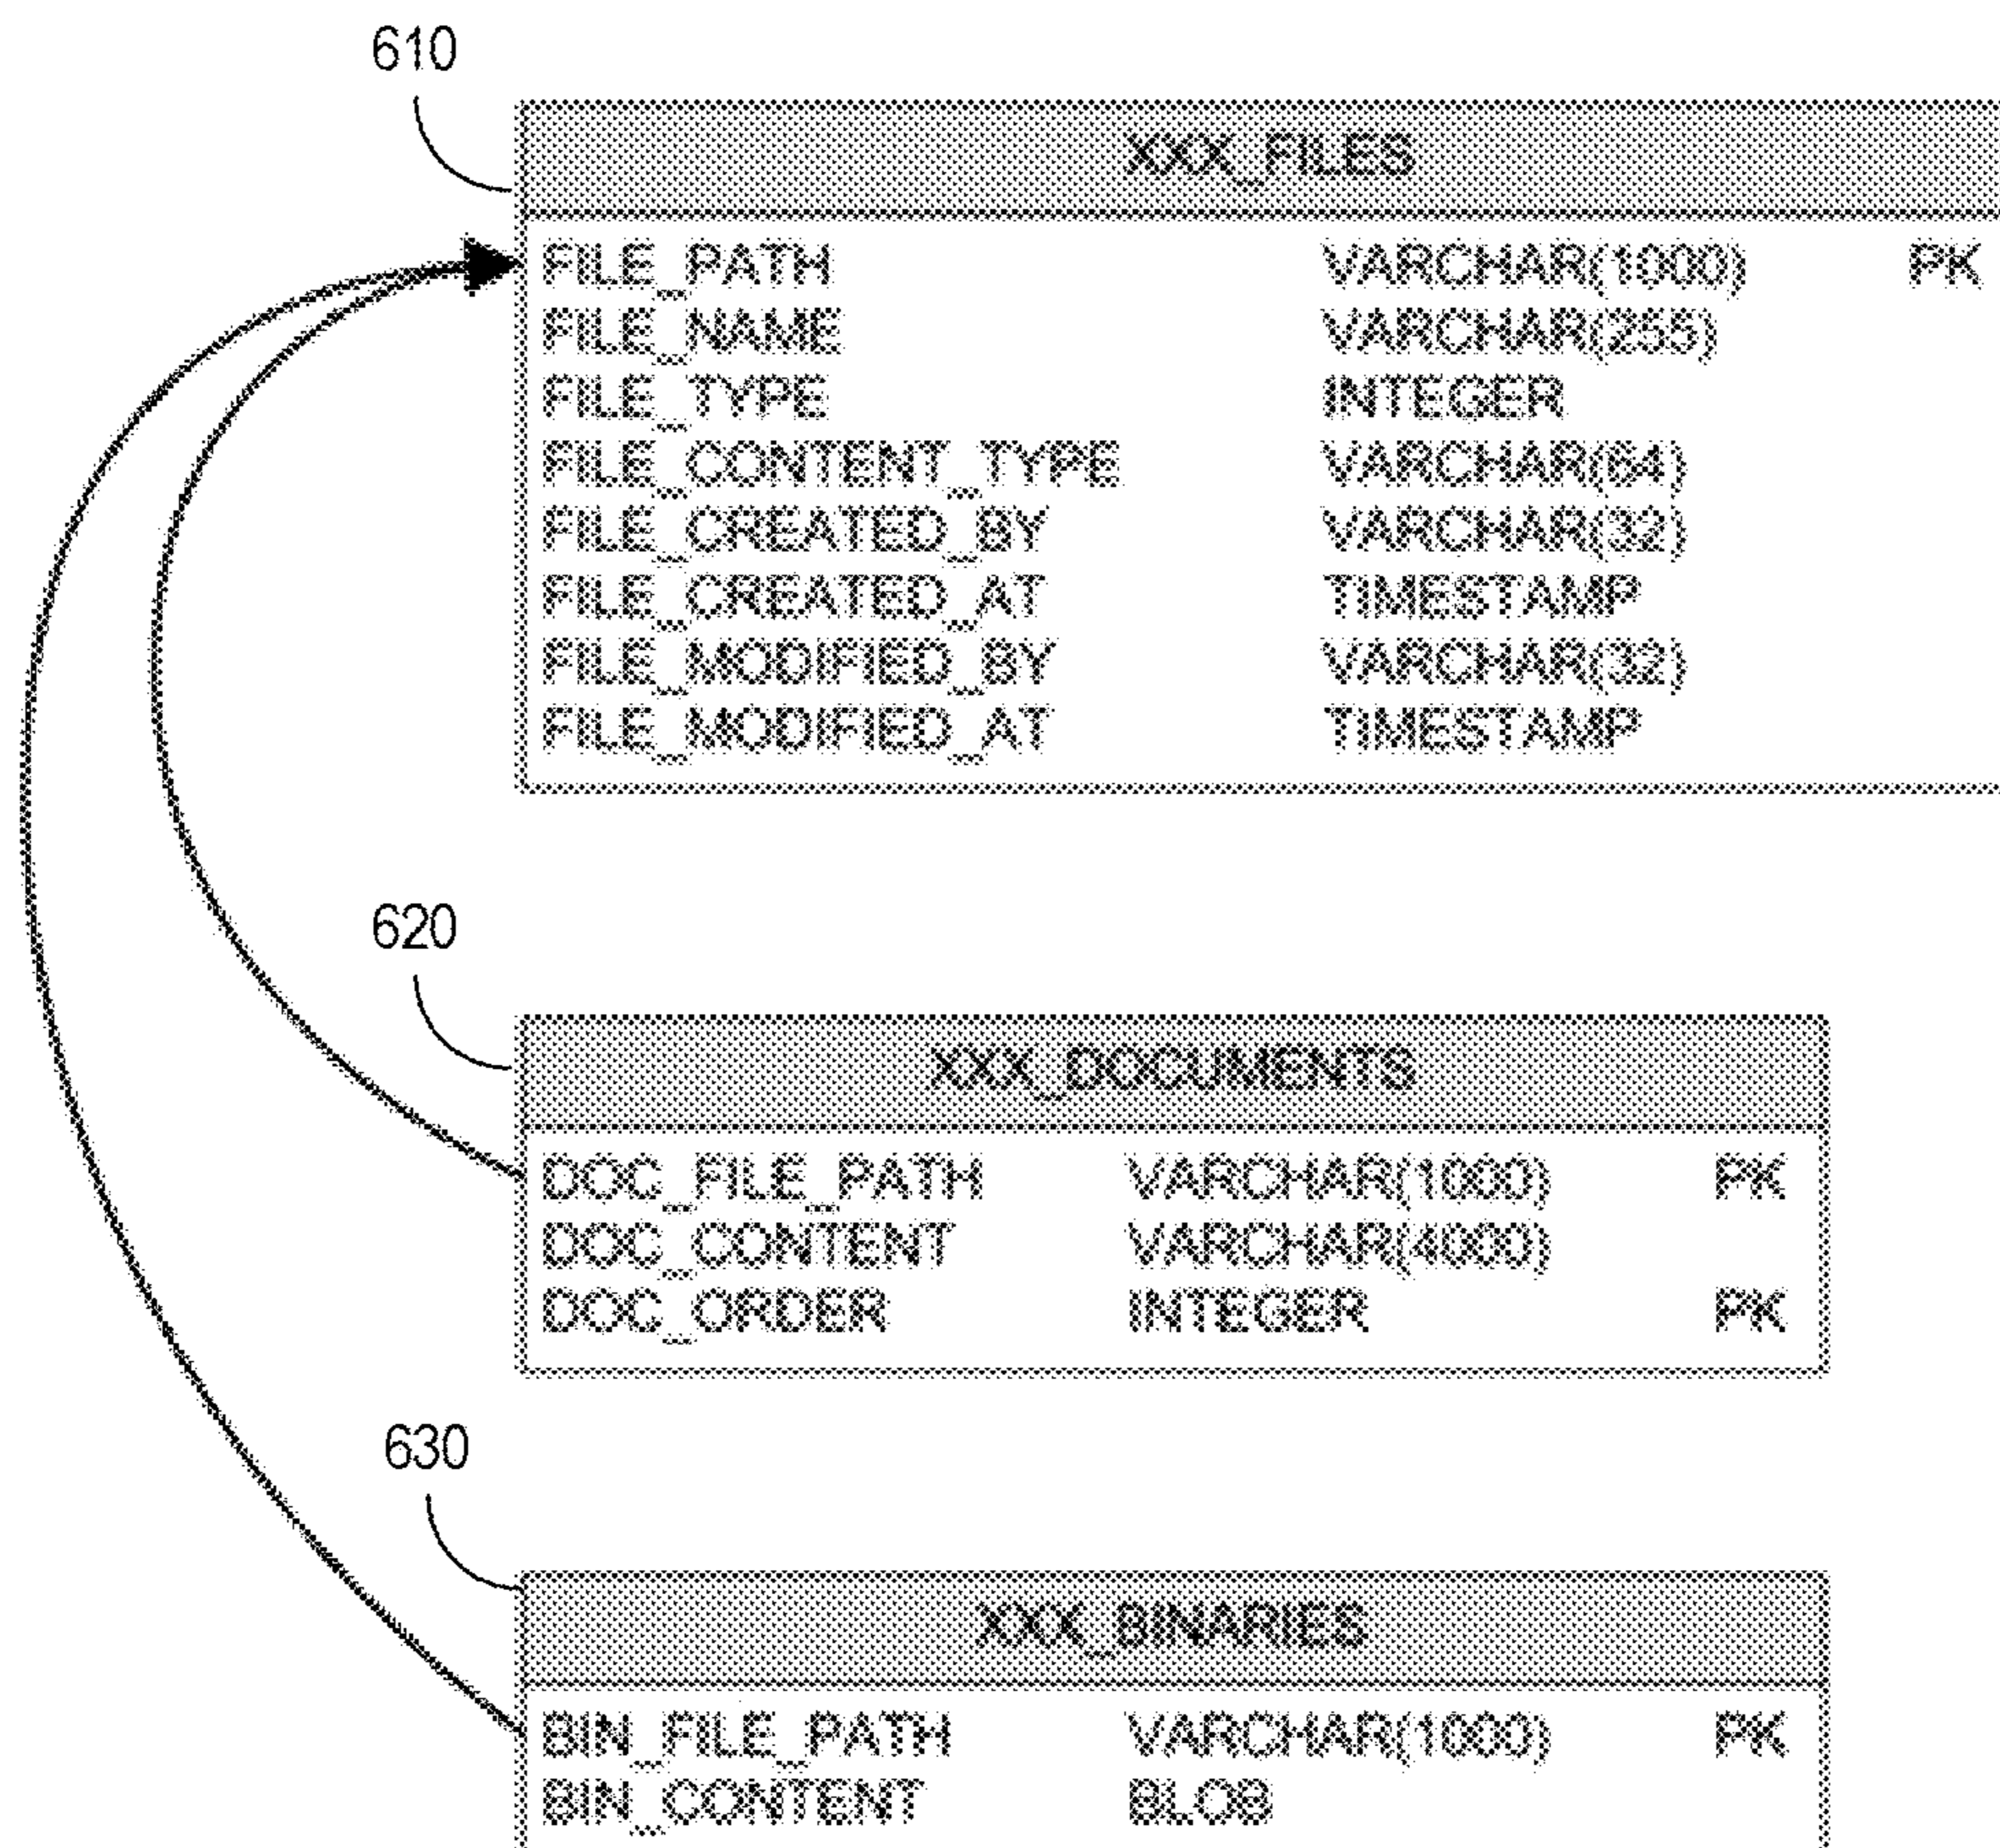 610
XXX_FILES
FILE_PATH VARCHAR(1000) PK
FILE_NAME VARCHAR(255)
FILE_TYPE INTEGER
FILE_CONTENT_TYPE VARCHAR(64)
FILE_CREATED_BY VARCHAR(32)
FILE_CREATED_AT TIMESTAMP
FILE_MODIFIED_BY VARCHAR(32)
FILE_MODIFIED_AT TIMESTAMP
620
XXX_DOCUMENTS
DOC_FILE_PATH VARCHAR(1000) PK
DOC_CONTENT VARCHAR(4000)
DOC_ORDER INTEGER PK
630
XXX_BINARIES
BIN_FILE_PATH VARCHAR(1000) PK
BIN_CONTENT BLOB